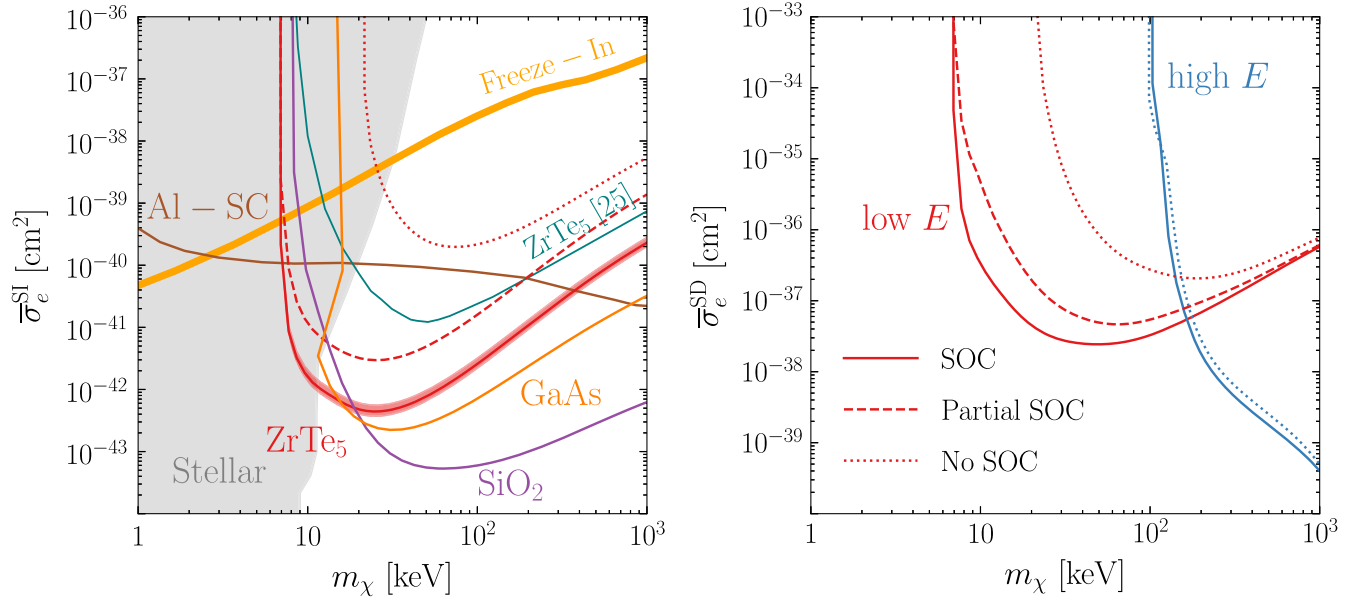 10⁻³⁶
10⁻³⁷
10⁻³⁸
10⁻³⁹
10⁻⁴⁰
10⁻⁴¹
10⁻⁴²
10⁻⁴³
σ̄ₑ^SI [cm²]
Freeze − In
Al − SC
ZrTe₅ [25]
GaAs
ZrTe₅
SiO₂
Stellar
1 10 10² 10³
m_χ [keV]
10⁻³³
10⁻³⁴
10⁻³⁵
10⁻³⁶
10⁻³⁷
10⁻³⁸
10⁻³⁹
σ̄ₑ^SD [cm²]
high E
low E
SOC
Partial SOC
No SOC
1 10 10² 10³
m_χ [keV]